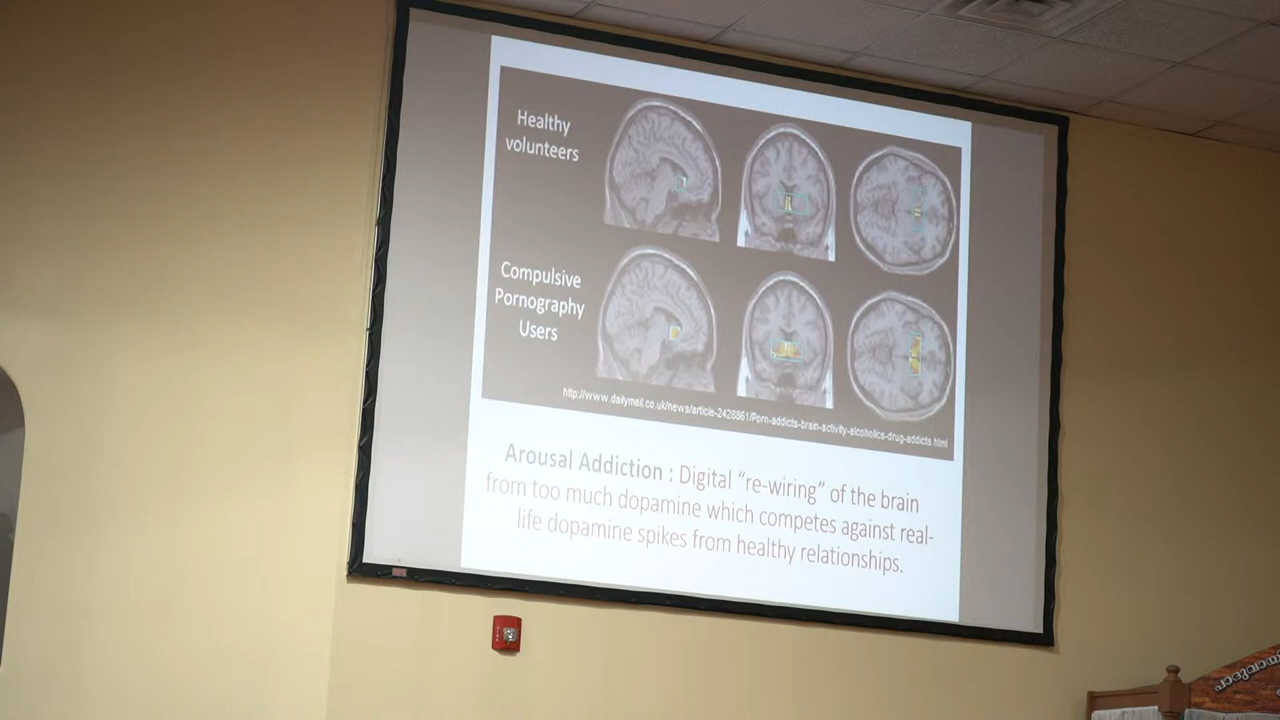 Healthy
volunteers
Compulsive
Pornography
Users
http://www.dailymail.co.uk/news/article-2428861/Porn-addicts-brain-activity-alcoholics-drug-addicts.html
Arousal Addiction : Digital “re-wiring” of the brain
from too much dopamine which competes against real-
life dopamine spikes from healthy relationships.